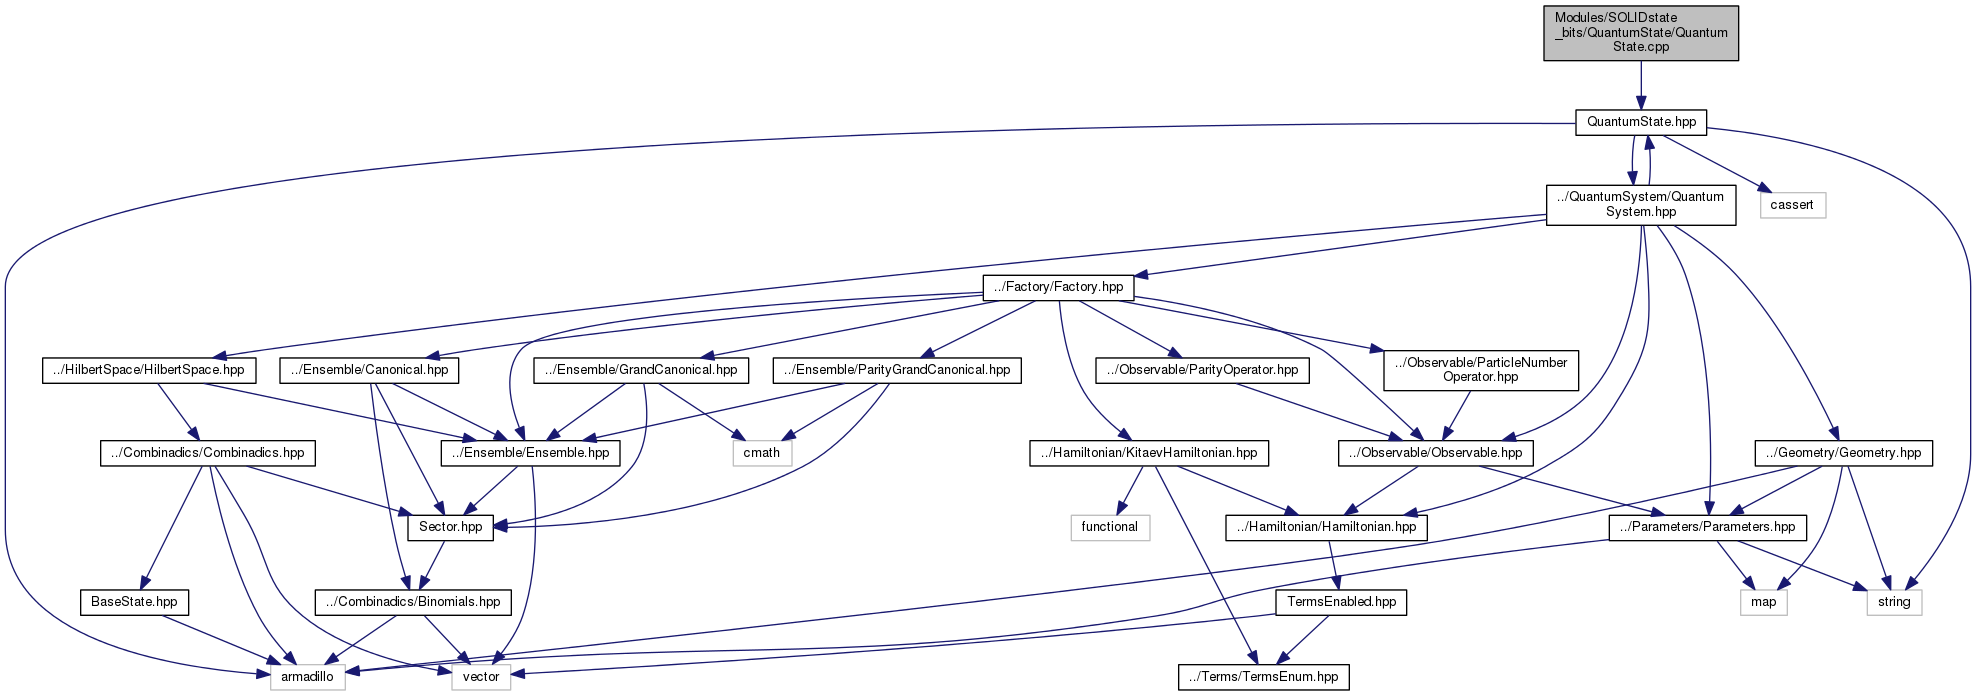 Modules/SOLIDstate
_bits/QuantumState/Quantum
State.cpp
QuantumState.hpp
../QuantumSystem/Quantum
System.hpp
cassert
../Factory/Factory.hpp
../HilbertSpace/HilbertSpace.hpp
../Ensemble/Canonical.hpp
../Ensemble/GrandCanonical.hpp
../Ensemble/ParityGrandCanonical.hpp
../Observable/ParityOperator.hpp
../Observable/ParticleNumber
Operator.hpp
../Combinadics/Combinadics.hpp
../Ensemble/Ensemble.hpp
cmath
../Hamiltonian/KitaevHamiltonian.hpp
../Observable/Observable.hpp
../Geometry/Geometry.hpp
Sector.hpp
functional
../Hamiltonian/Hamiltonian.hpp
../Parameters/Parameters.hpp
BaseState.hpp
../Combinadics/Binomials.hpp
TermsEnabled.hpp
map
string
armadillo
vector
../Terms/TermsEnum.hpp